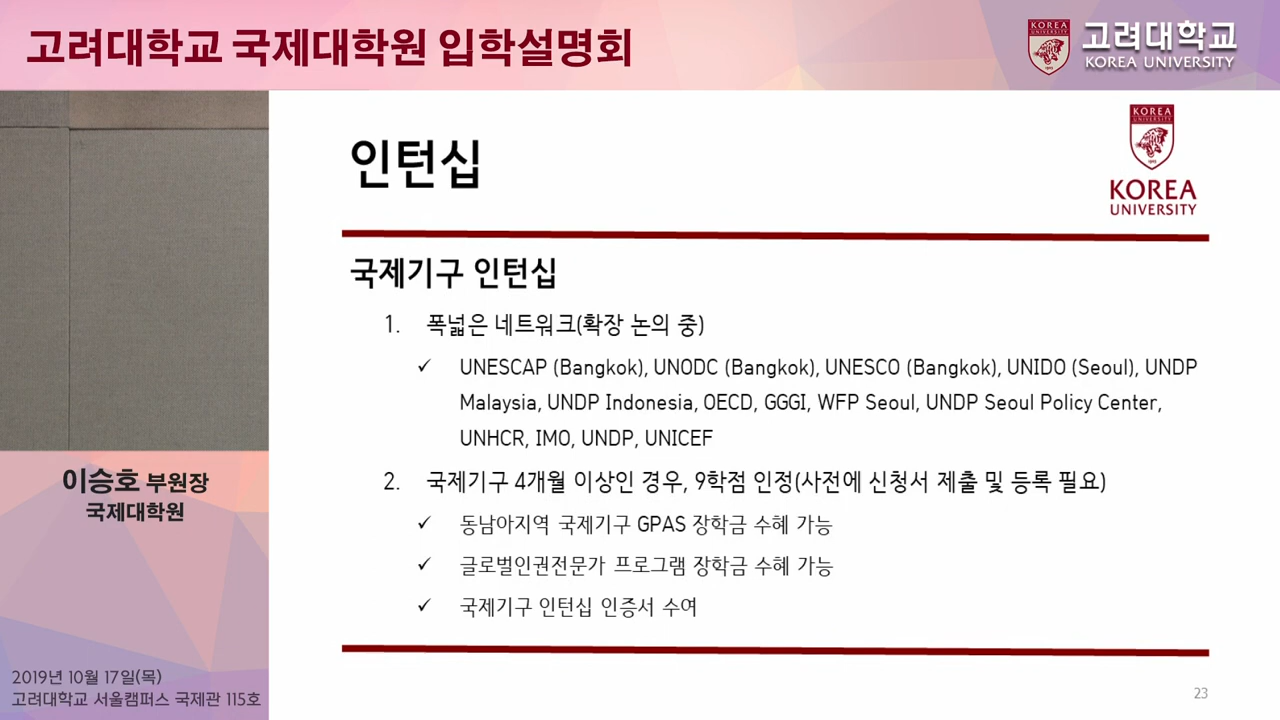 고려대학교 국제대학원 입학설명회
KOREA
UNIVERSITY
1905
고려대학교
KOREA UNIVERSITY
인턴십
KOREA
UNIVERSITY
1905
KOREA
UNIVERSITY
국제기구 인턴십
1. 폭넓은 네트워크(확장 논의 중)
✓ UNESCAP (Bangkok), UNODC (Bangkok), UNESCO (Bangkok), UNIDO (Seoul), UNDP
Malaysia, UNDP Indonesia, OECD, GGGI, WFP Seoul, UNDP Seoul Policy Center,
UNHCR, IMO, UNDP, UNICEF
2. 국제기구 4개월 이상인 경우, 9학점 인정(사전에 신청서 제출 및 등록 필요)
✓ 동남아지역 국제기구 GPAS 장학금 수혜 가능
✓ 글로벌인권전문가 프로그램 장학금 수혜 가능
✓ 국제기구 인턴십 인증서 수여
이승호 부원장
국제대학원
2019년 10월 17일(목)
고려대학교 서울캠퍼스 국제관 115호
23